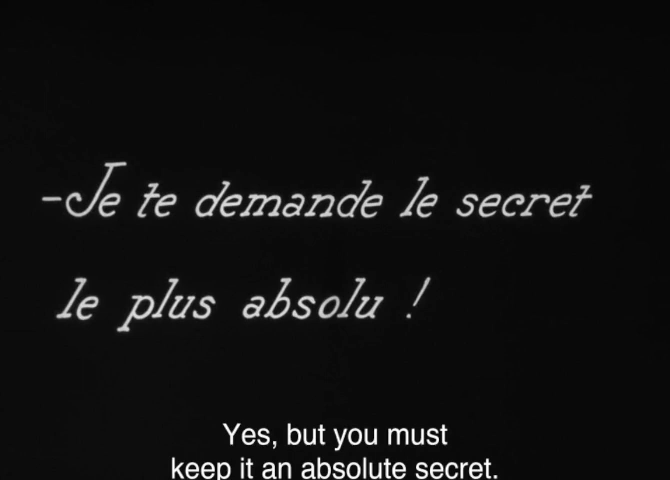 -Je te demande le secret
le plus absolu !
Yes, but you must
keep it an absolute secret.